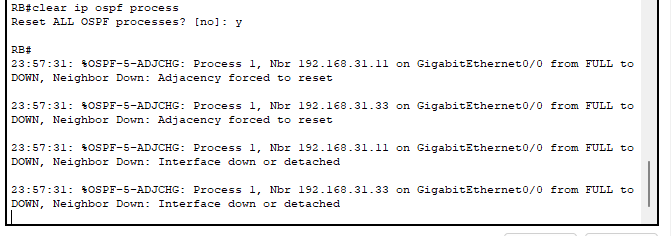 RB#clear ip ospf process
Reset ALL OSPF processes? [no]: y
RB#
23:57:31: %OSPF-5-ADJCHG: Process 1, Nbr 192.168.31.11 on GigabitEthernet0/0 from FULL to
DOWN, Neighbor Down: Adjacency forced to reset
23:57:31: %OSPF-5-ADJCHG: Process 1, Nbr 192.168.31.33 on GigabitEthernet0/0 from FULL to
DOWN, Neighbor Down: Adjacency forced to reset
23:57:31: %OSPF-5-ADJCHG: Process 1, Nbr 192.168.31.11 on GigabitEthernet0/0 from FULL to
DOWN, Neighbor Down: Interface down or detached
23:57:31: %OSPF-5-ADJCHG: Process 1, Nbr 192.168.31.33 on GigabitEthernet0/0 from FULL to
DOWN, Neighbor Down: Interface down or detached